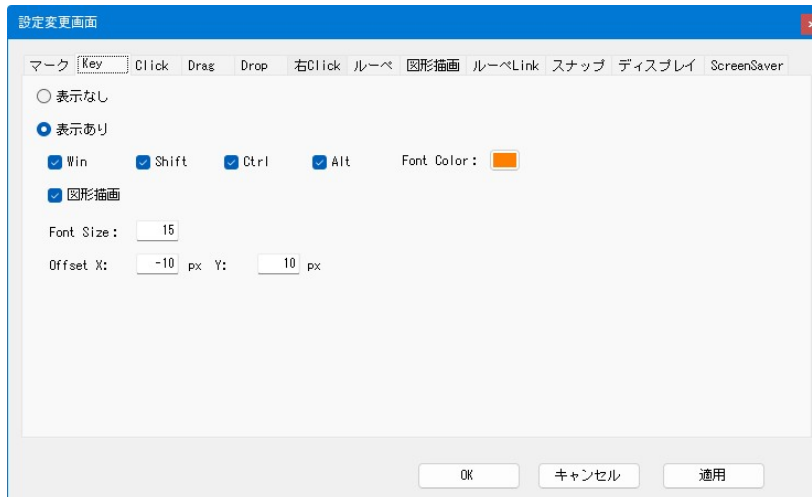 設定変更画面
マーク Key Click Drag Drop 右Click ルーペ 図形描画 ルーペLink スナップ ディスプレイ ScreenSaver
表示なし
表示あり
Win Shift Ctrl Alt Font Color:
図形描画
Font Size: 15
Offset X: -10 px Y: 10 px
OK キャンセル 適用